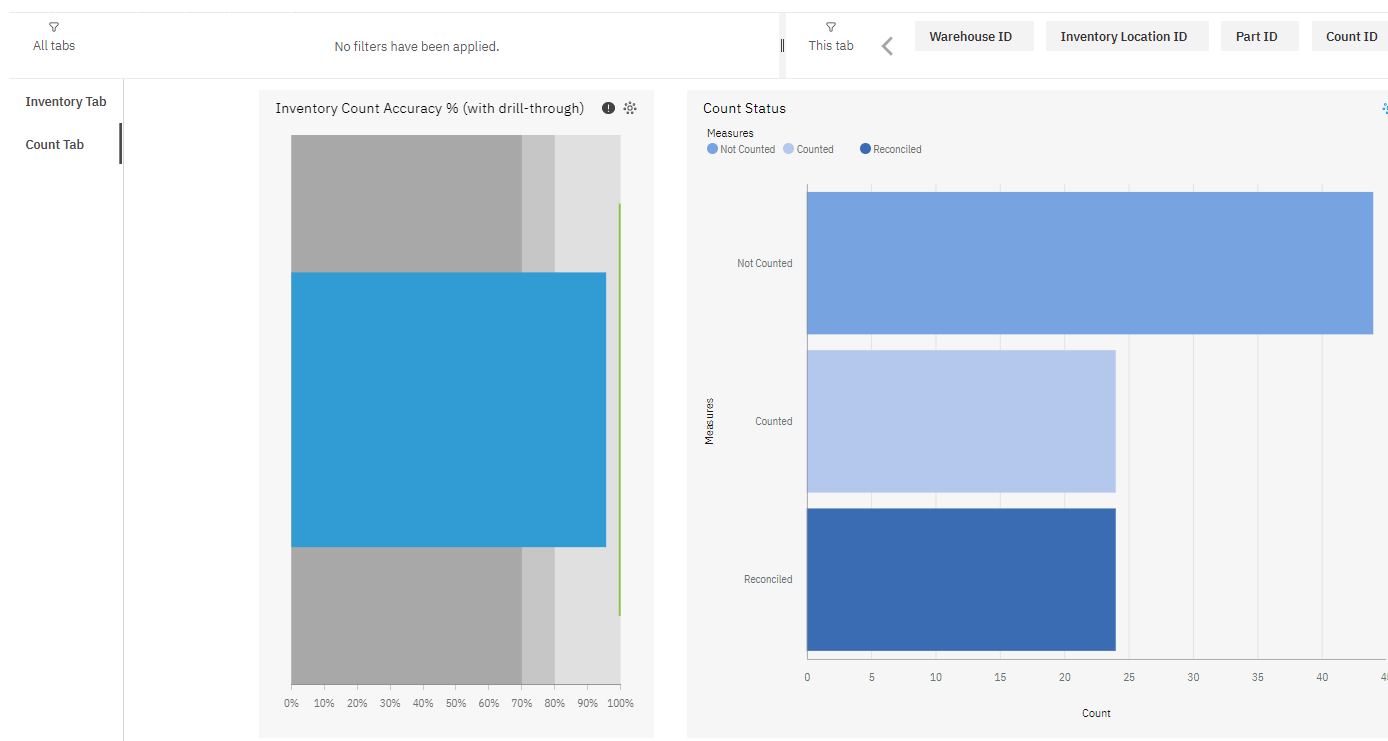 All tabs
No filters have been applied.
This tab
Warehouse ID
Inventory Location ID
Part ID
Count ID
Inventory Tab
Count Tab
Inventory Count Accuracy % (with drill-through)
0% 10% 20% 30% 40% 50% 60% 70% 80% 90% 100%
Count Status
Measures
Not Counted Counted Reconciled
Measures
Not Counted
Counted
Reconciled
0 5 10 15 20 25 30 35 40
Count